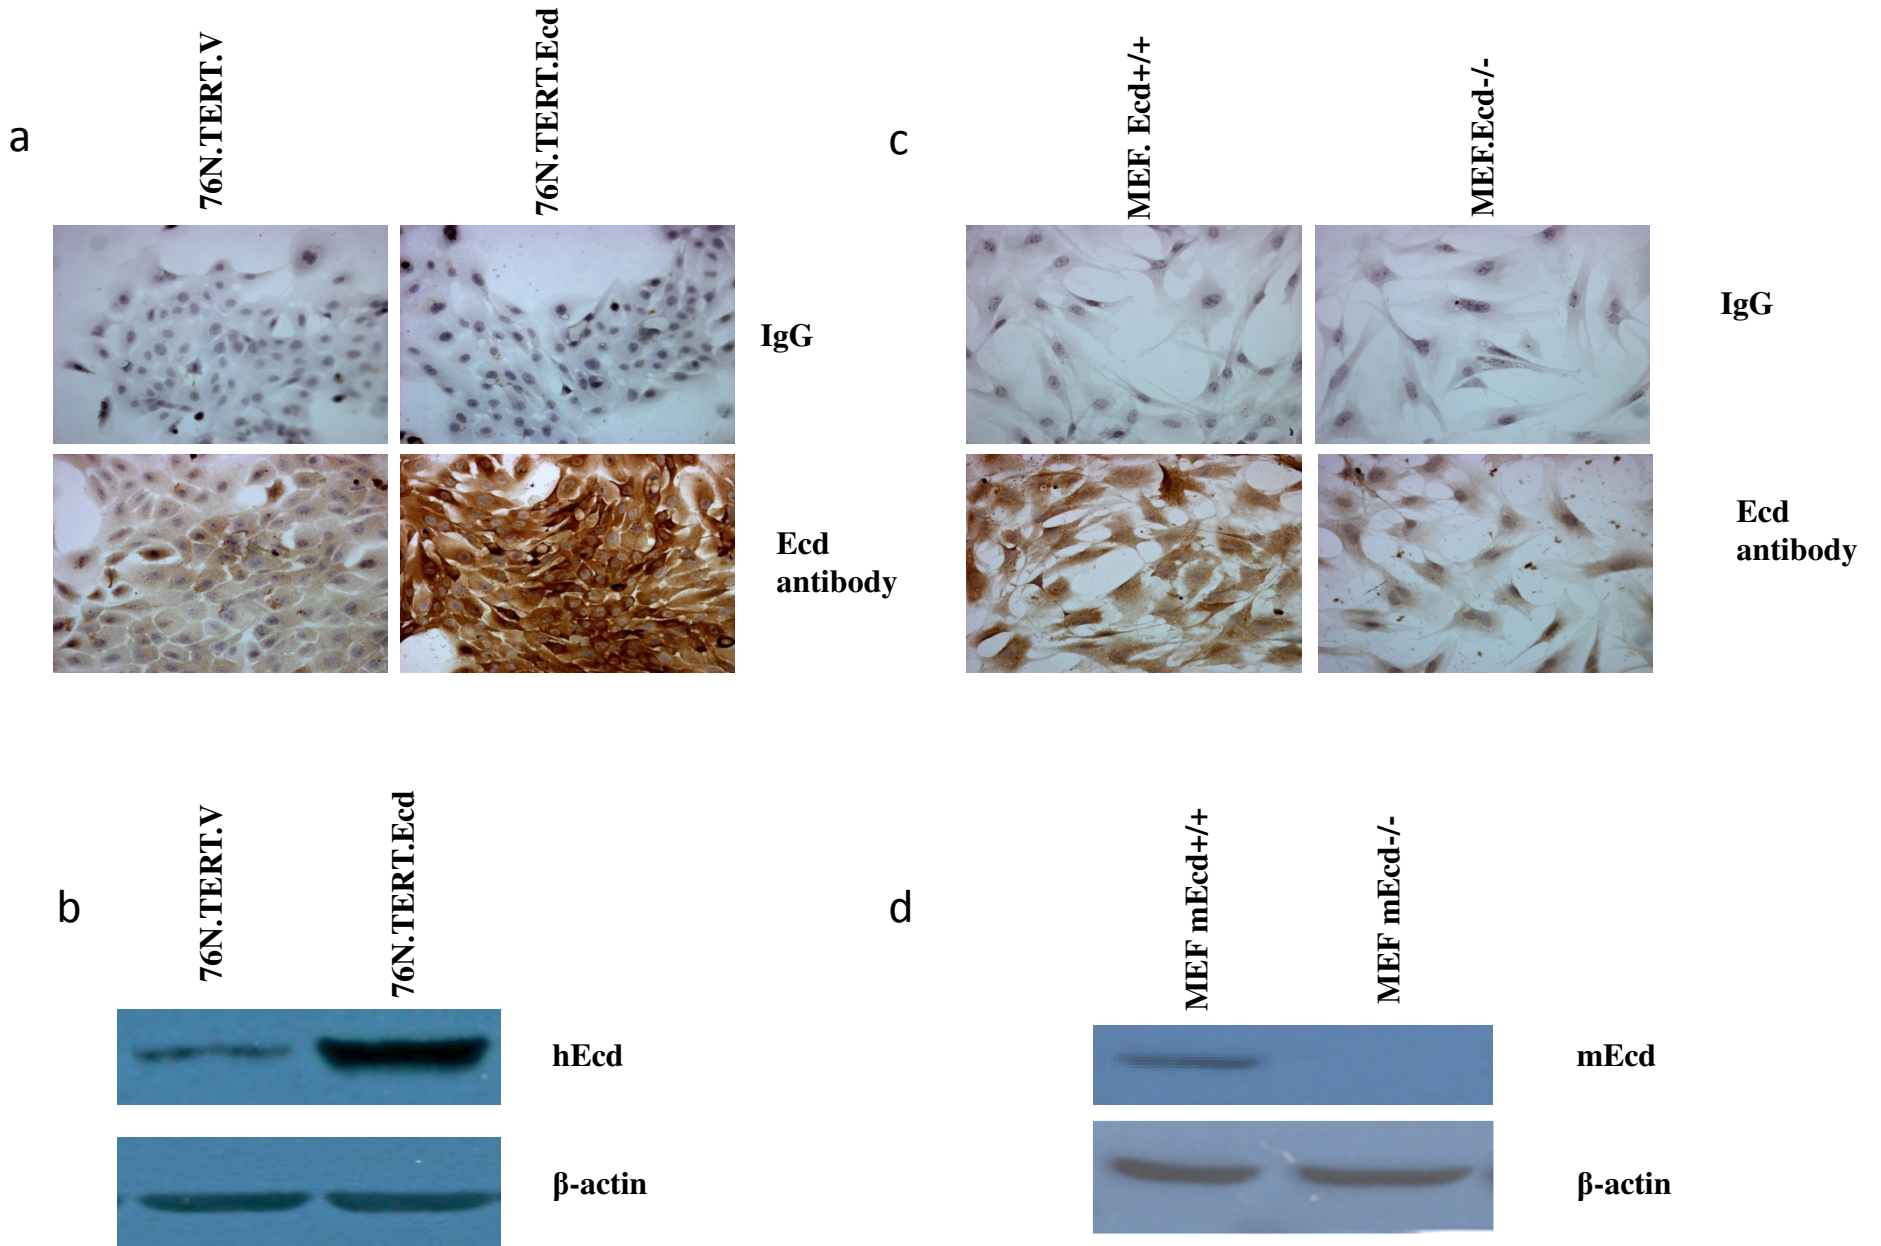 a
76N.TERT.V
76N.TERT.Ecd
IgG
Ecd
antibody
b
76N.TERT.V
76N.TERT.Ecd
hEcd
β-actin
c
MEF. Ecd+/+
MEF.Ecd-/-
IgG
Ecd
antibody
d
MEF mEcd+/+
MEF mEcd-/-
mEcd
β-actin